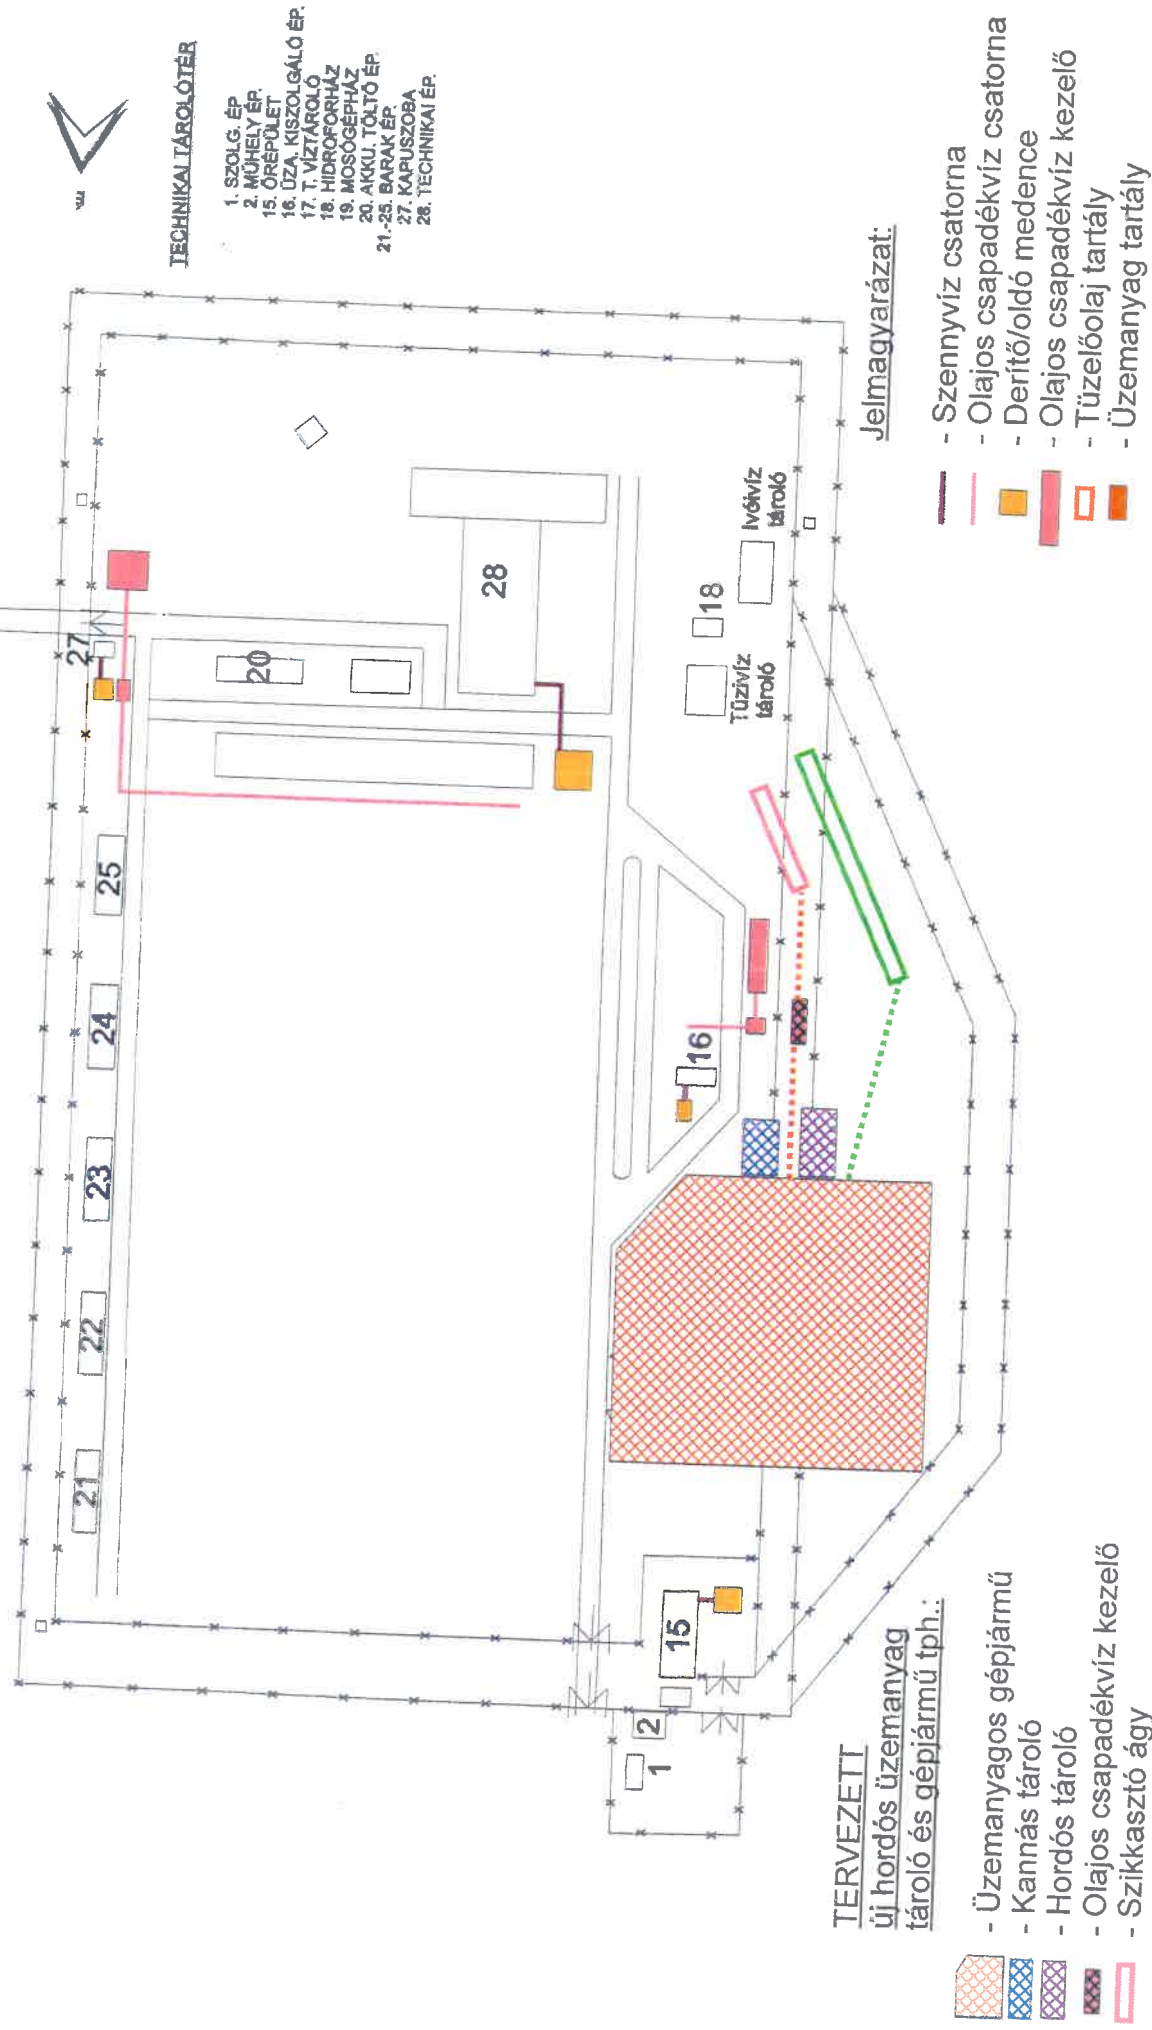 TECHNIKAI TÁROLÓTÉR
1. SZOLG. ÉP
2. MŰHELY ÉP.
15. ŐRÉPÜLET
16. ÜZA. KISZOLGÁLÓ ÉP.
17. T. VÍZTÁROLÓ
18. HIDROFORHÁZ
19. MOSÓGÉPHÁZ
20. AKKU. TÖLTŐ ÉP.
21.-25. BARAK ÉP.
27. KAPUSZOBA
28. TECHNIKAI ÉP.
27
20
28
18
Ivóivíz
tároló
Tüzivíz
tároló
25
24
23
22
21
16
15
2
1
Jelmagyarázat:
- Szennyvíz csatorna
- Olajos csapadékvíz csatorna
- Derítő/oldó medence
- Olajos csapadékvíz kezelő
- Tüzelőolaj tartály
- Üzemanyag tartály
TERVEZETT
új hordós üzemanyag
tároló és gépjármű tph.:
- Üzemanyagos gépjármű
- Kannás tároló
- Hordós tároló
- Olajos csapadékvíz kezelő
- Szikkasztó ágy